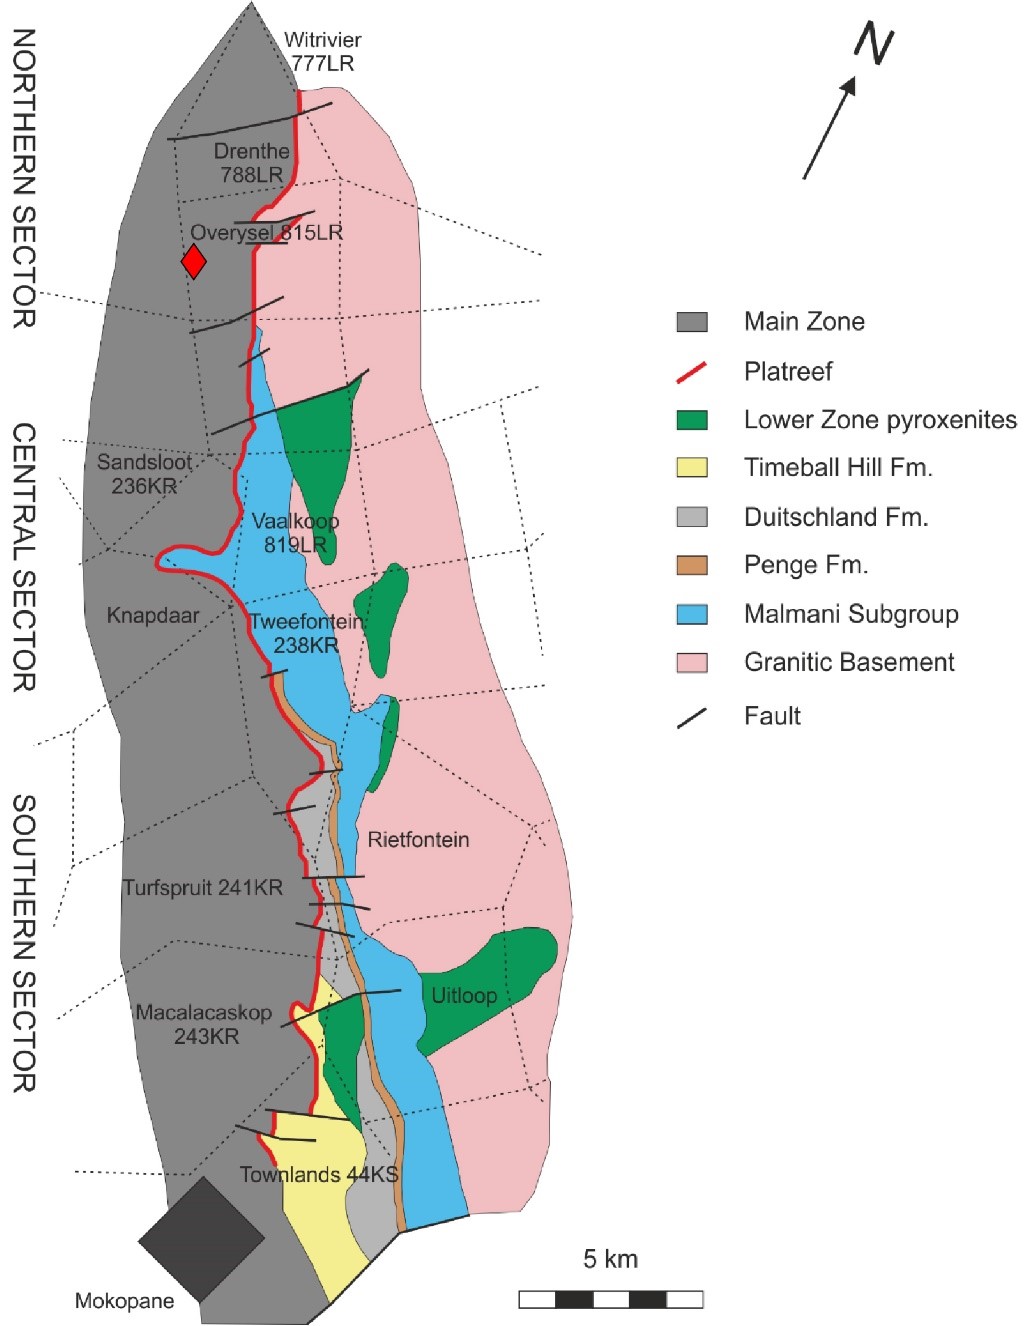 NORTHERN SECTOR
CENTRAL SECTOR
SOUTHERN SECTOR
Witrivier
777LR
Drenthe
788LR
Overysel 815LR
Sandsloot
236KR
Vaalkoop
819LR
Knapdaar
Tweefontein
238KR
Rietfontein
Turfspruit 241KR
Uitloop
Macalacaskop
243KR
Townlands 44KS
Mokopane
N
Main Zone
Platreef
Lower Zone pyroxenites
Timeball Hill Fm.
Duitschland Fm.
Penge Fm.
Malmani Subgroup
Granitic Basement
Fault
5 km